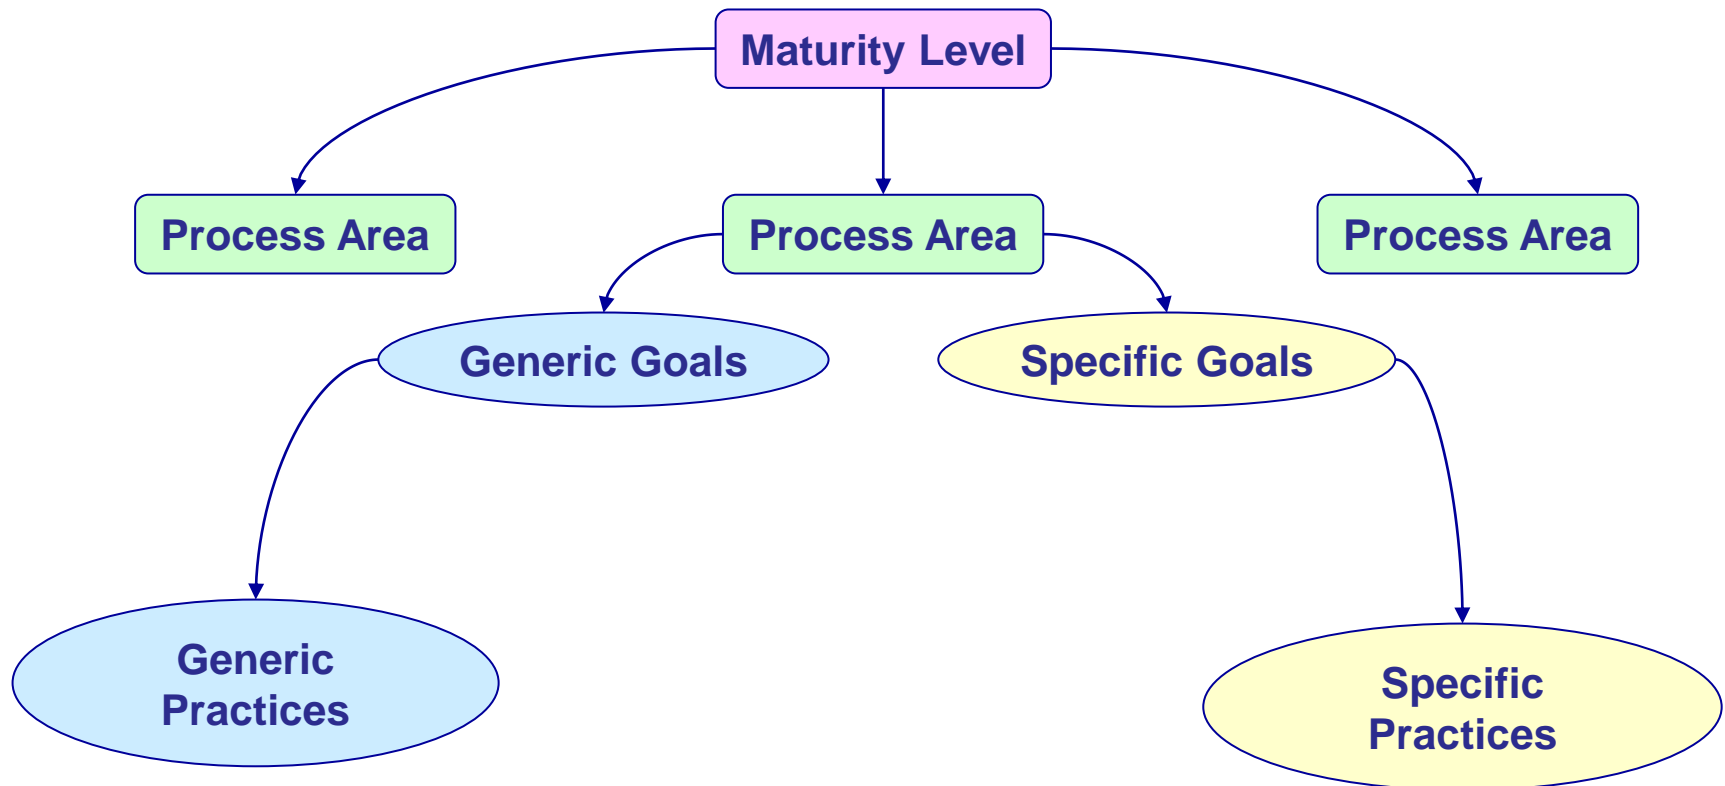 Maturity Level
Process Area
Process Area
Process Area
Generic Goals
Specific Goals
Generic
Practices
Specific
Practices